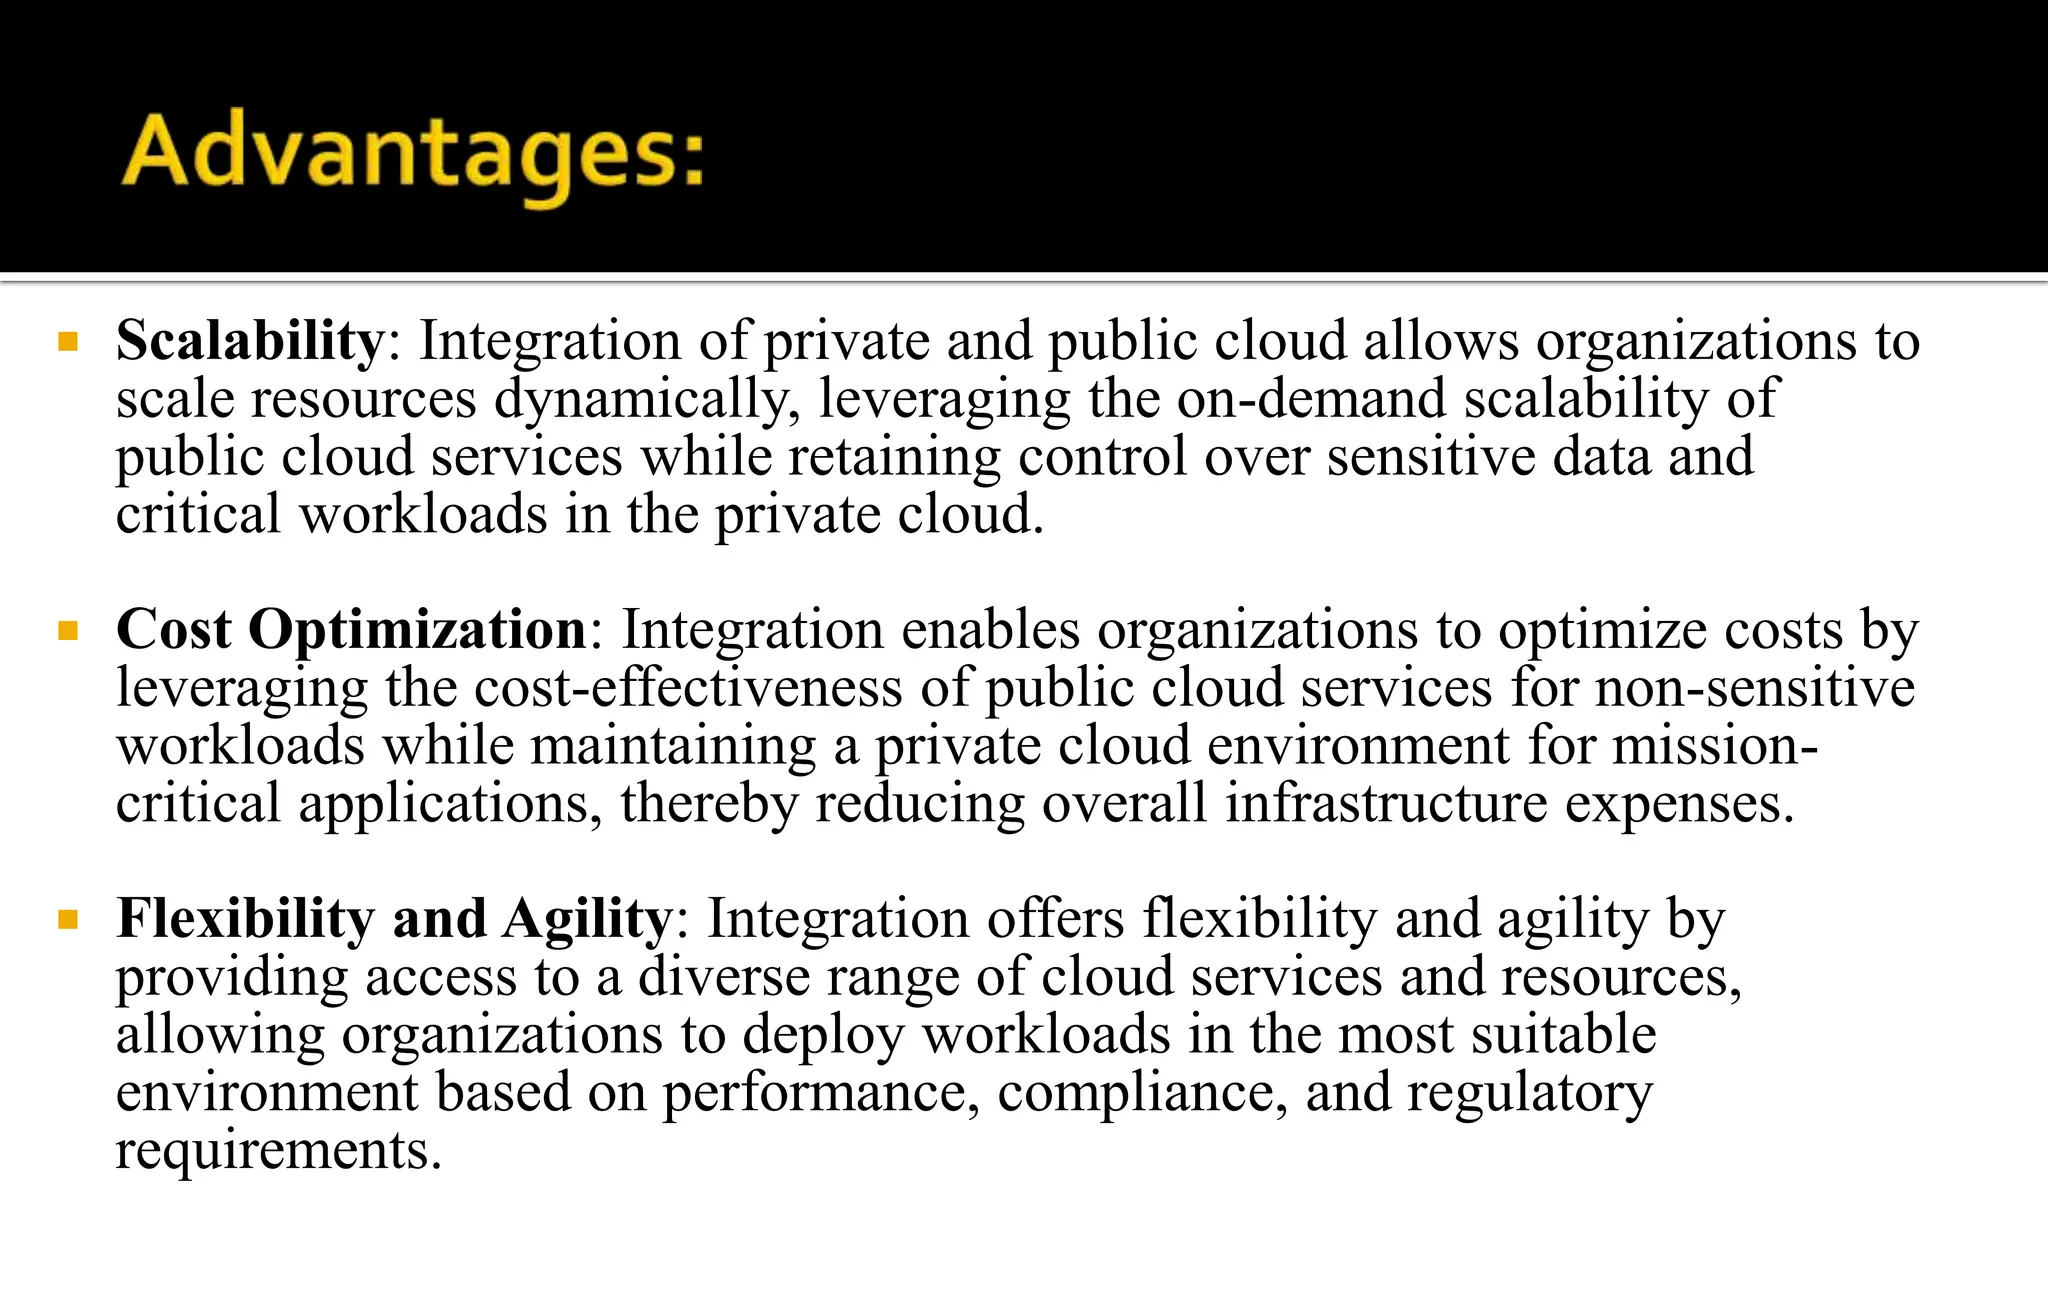 Advantages:
Scalability: Integration of private and public cloud allows organizations to
scale resources dynamically, leveraging the on-demand scalability of
public cloud services while retaining control over sensitive data and
critical workloads in the private cloud.
Cost Optimization: Integration enables organizations to optimize costs by
leveraging the cost-effectiveness of public cloud services for non-sensitive
workloads while maintaining a private cloud environment for mission-
critical applications, thereby reducing overall infrastructure expenses.
Flexibility and Agility: Integration offers flexibility and agility by
providing access to a diverse range of cloud services and resources,
allowing organizations to deploy workloads in the most suitable
environment based on performance, compliance, and regulatory
requirements.